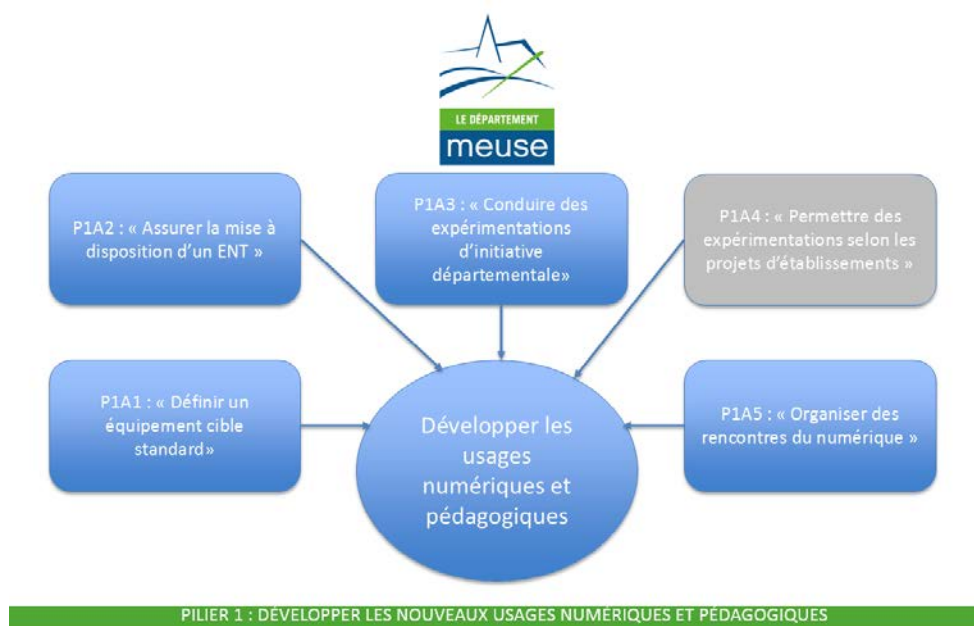 LE DÉPARTEMENT
meuse
P1A2 : « Assurer la mise à
disposition d'un ENT »
P1A3 : « Conduire des
expérimentations
d'initiative
départementale»
P1A4 : « Permettre des
expérimentations selon les
projets d'établissements »
P1A1 : « Définir un
équipement cible
standard»
Développer les
usages
numériques et
pédagogiques
P1A5 : « Organiser des
rencontres du numérique »
PILIER 1 : DÉVELOPPER LES NOUVEAUX USAGES NUMÉRIQUES ET PÉDAGOGIQUES